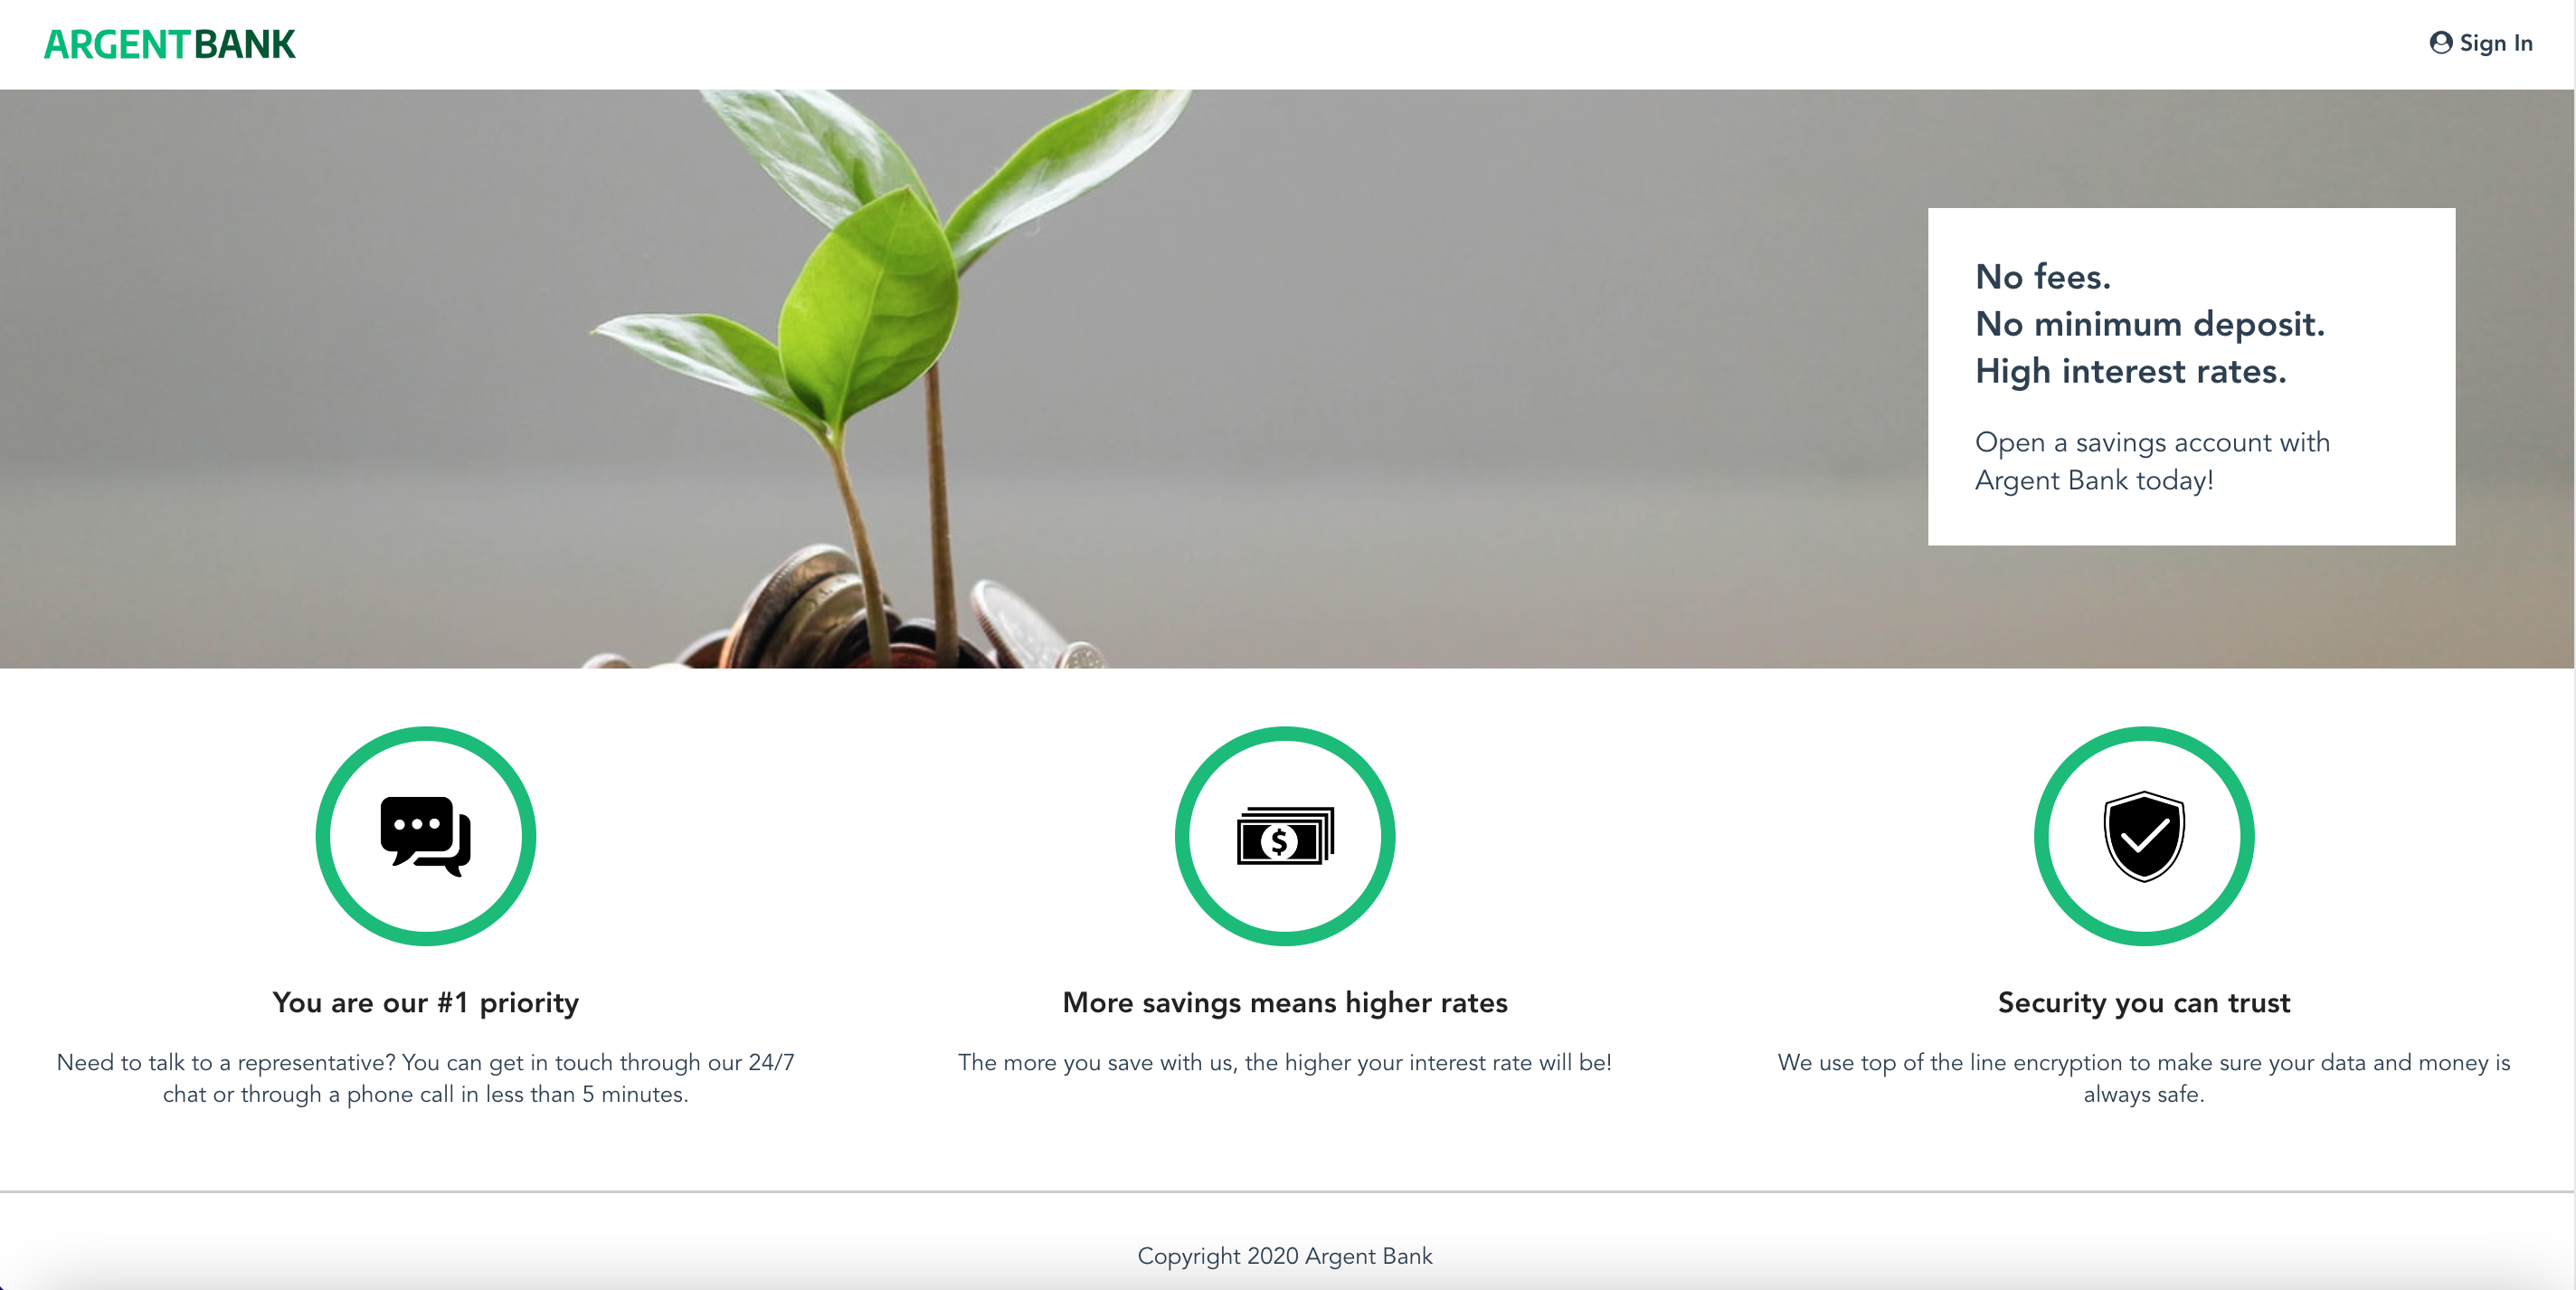 ARGENTBANK
Sign In
No fees.
No minimum deposit.
High interest rates.
Open a savings account with
Argent Bank today!
$
You are our #1 priority
Need to talk to a representative? You can get in touch through our 24/7
chat or through a phone call in less than 5 minutes.
More savings means higher rates
The more you save with us, the higher your interest rate will be!
Security you can trust
We use top of the line encryption to make sure your data and money is
always safe.
Copyright 2020 Argent Bank